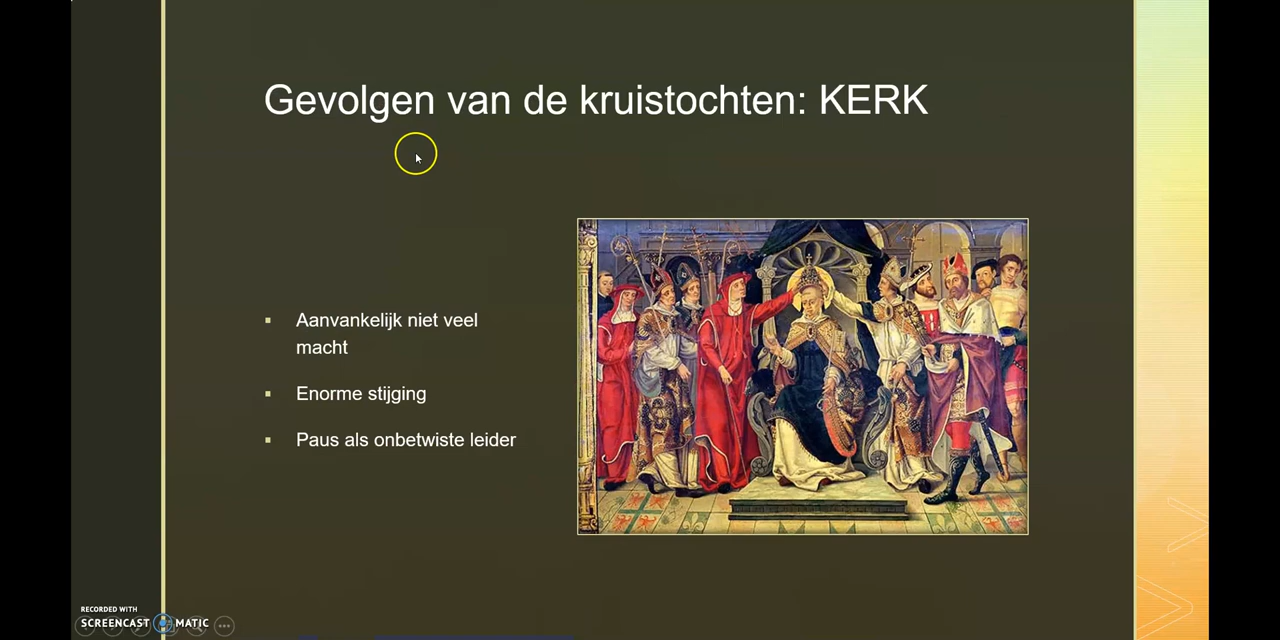 Gevolgen van de kruistochten: KERK
Aanvankelijk niet veel
macht
Enorme stijging
Paus als onbetwiste leider
RECORDED WITH
SCREENCAST MATIC